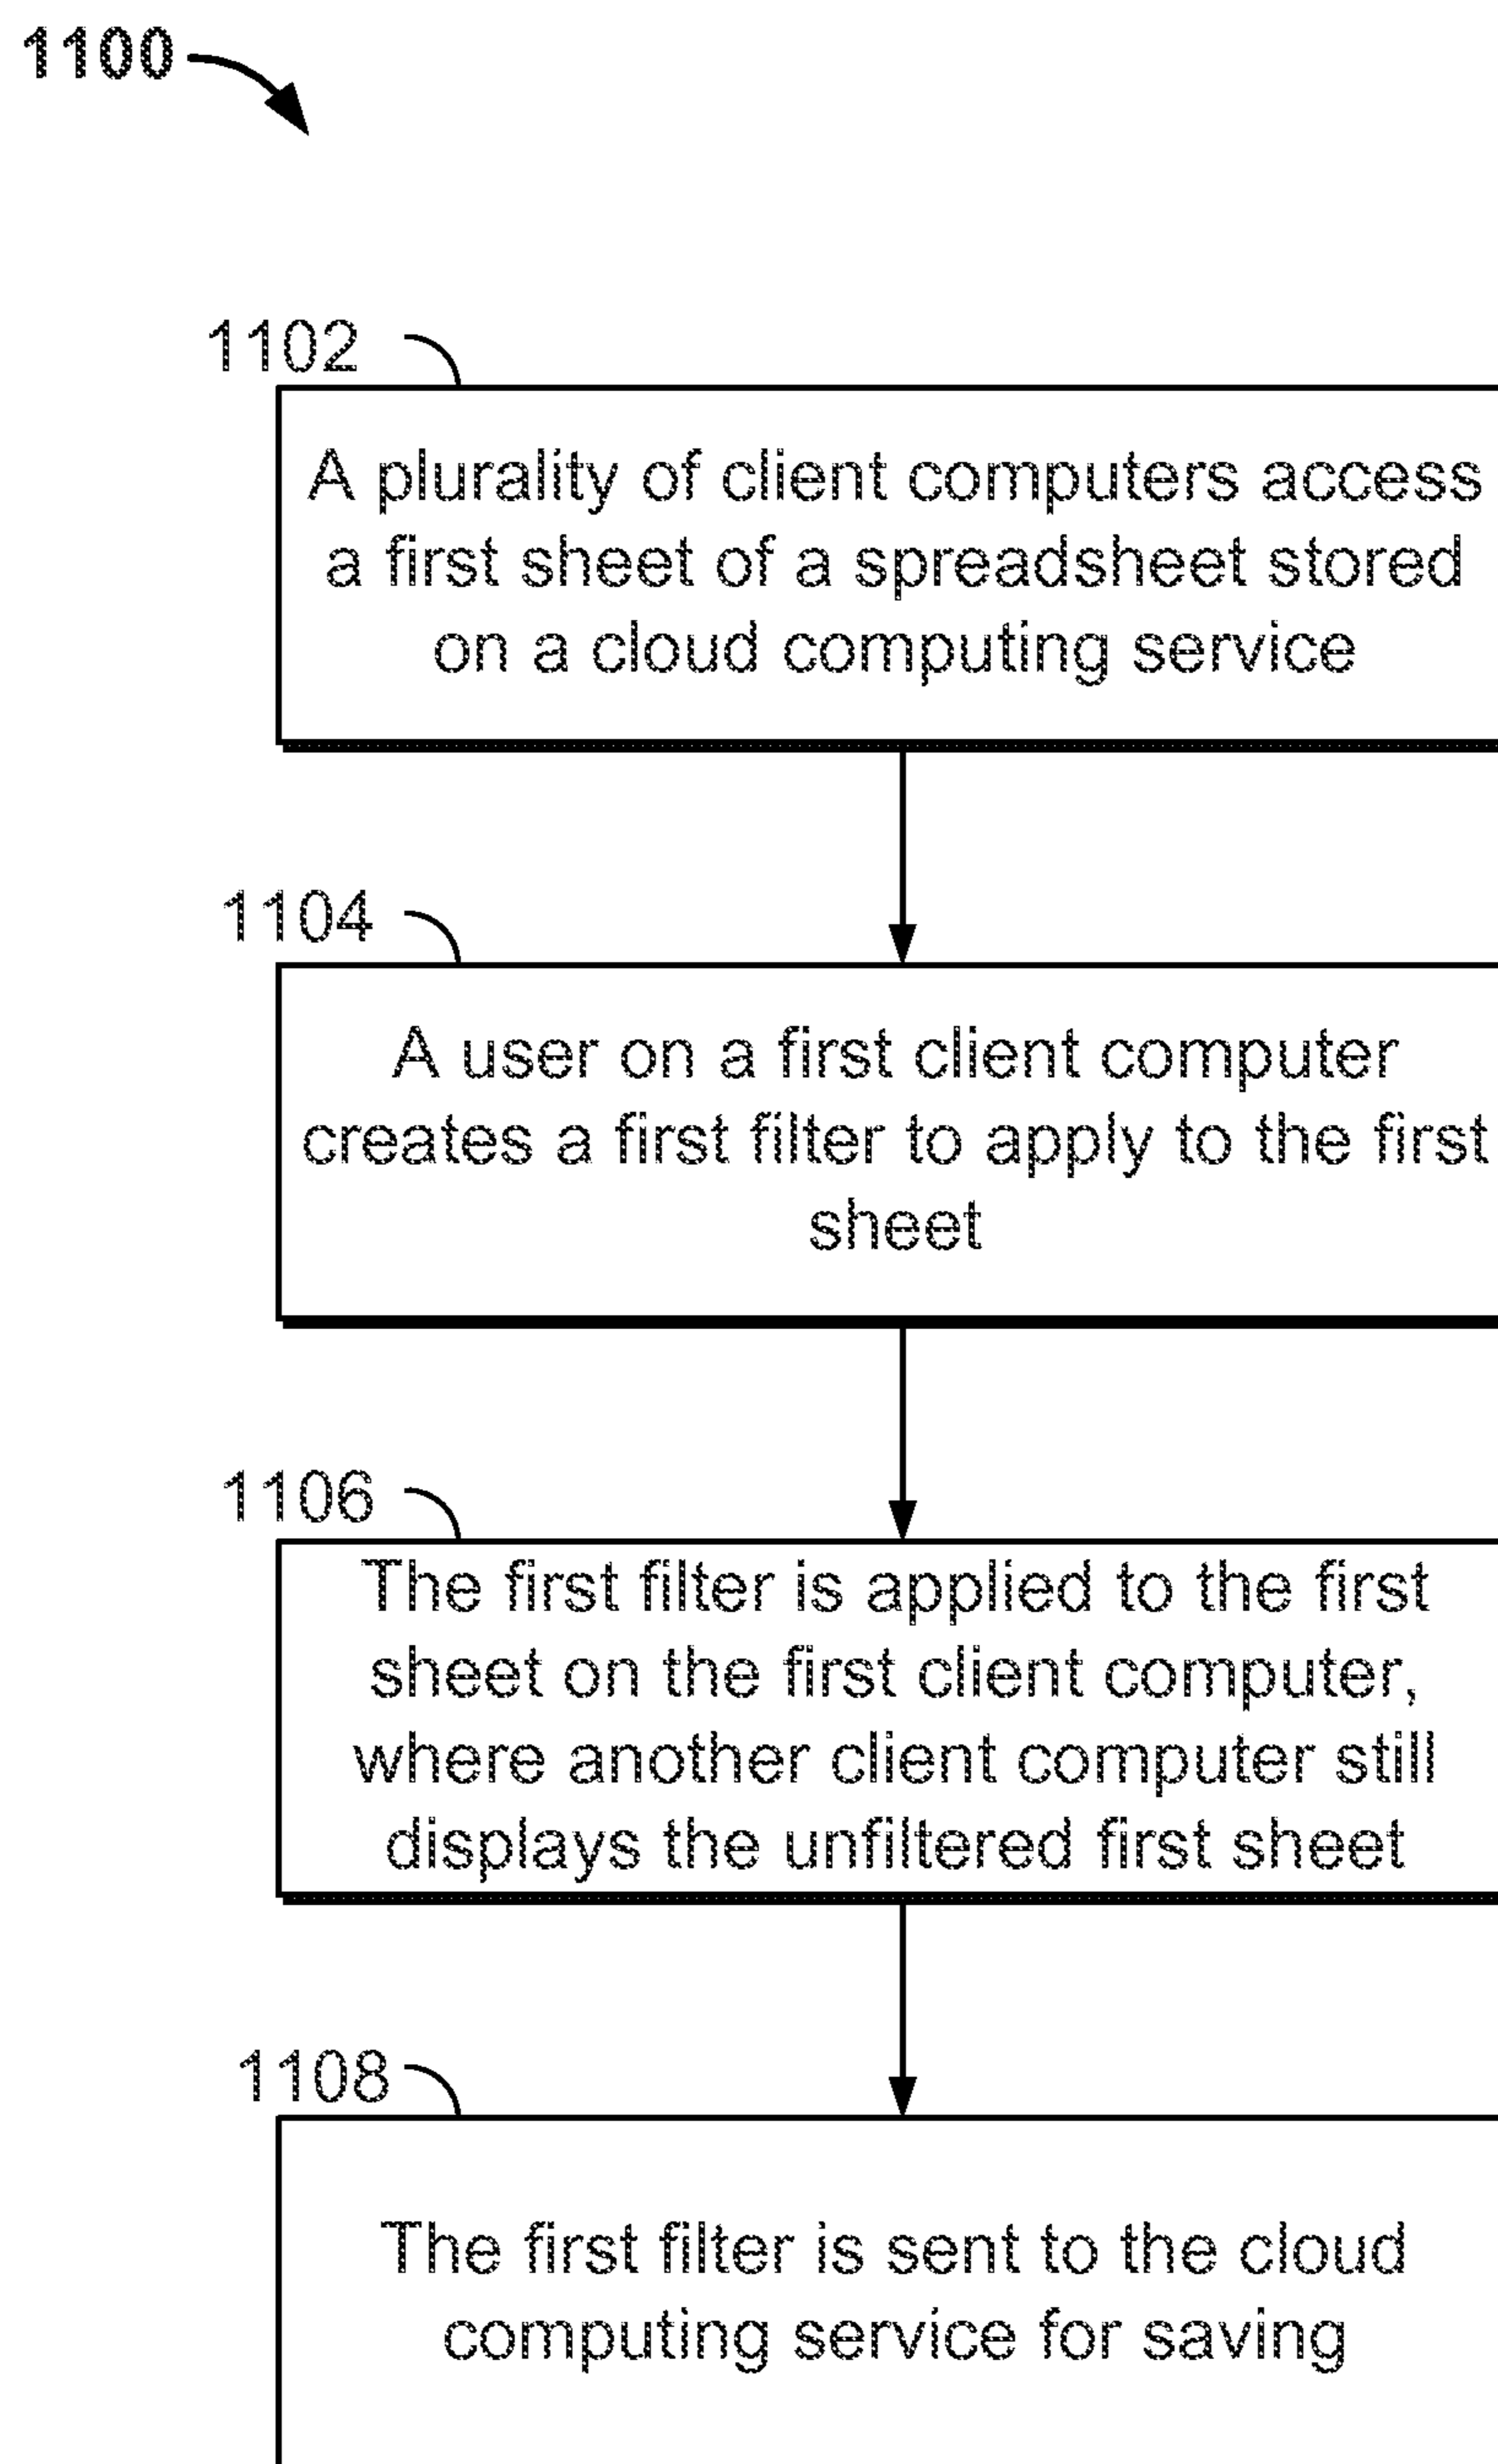 1100
1102
A plurality of client computers access
a first sheet of a spreadsheet stored
on a cloud computing service
1104
A user on a first client computer
creates a first filter to apply to the first
sheet
1106
The first filter is applied to the first
sheet on the first client computer,
where another client computer still
displays the unfiltered first sheet
1108
The first filter is sent to the cloud
computing service for saving